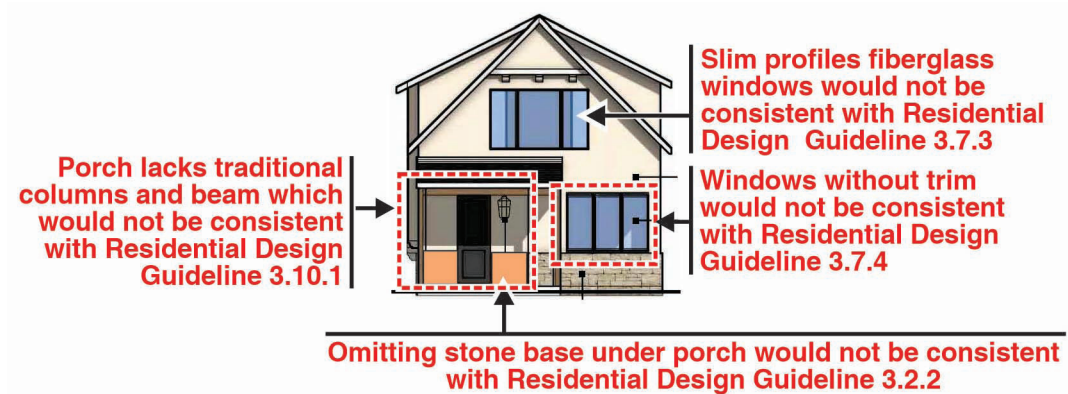 Slim profiles fiberglass
windows would not be
consistent with Residential
Design Guideline 3.7.3
Porch lacks traditional
columns and beam which
would not be consistent
with Residential Design
Guideline 3.10.1
Windows without trim
would not be consistent
with Residential Design
Guideline 3.7.4
Omitting stone base under porch would not be consistent
with Residential Design Guideline 3.2.2